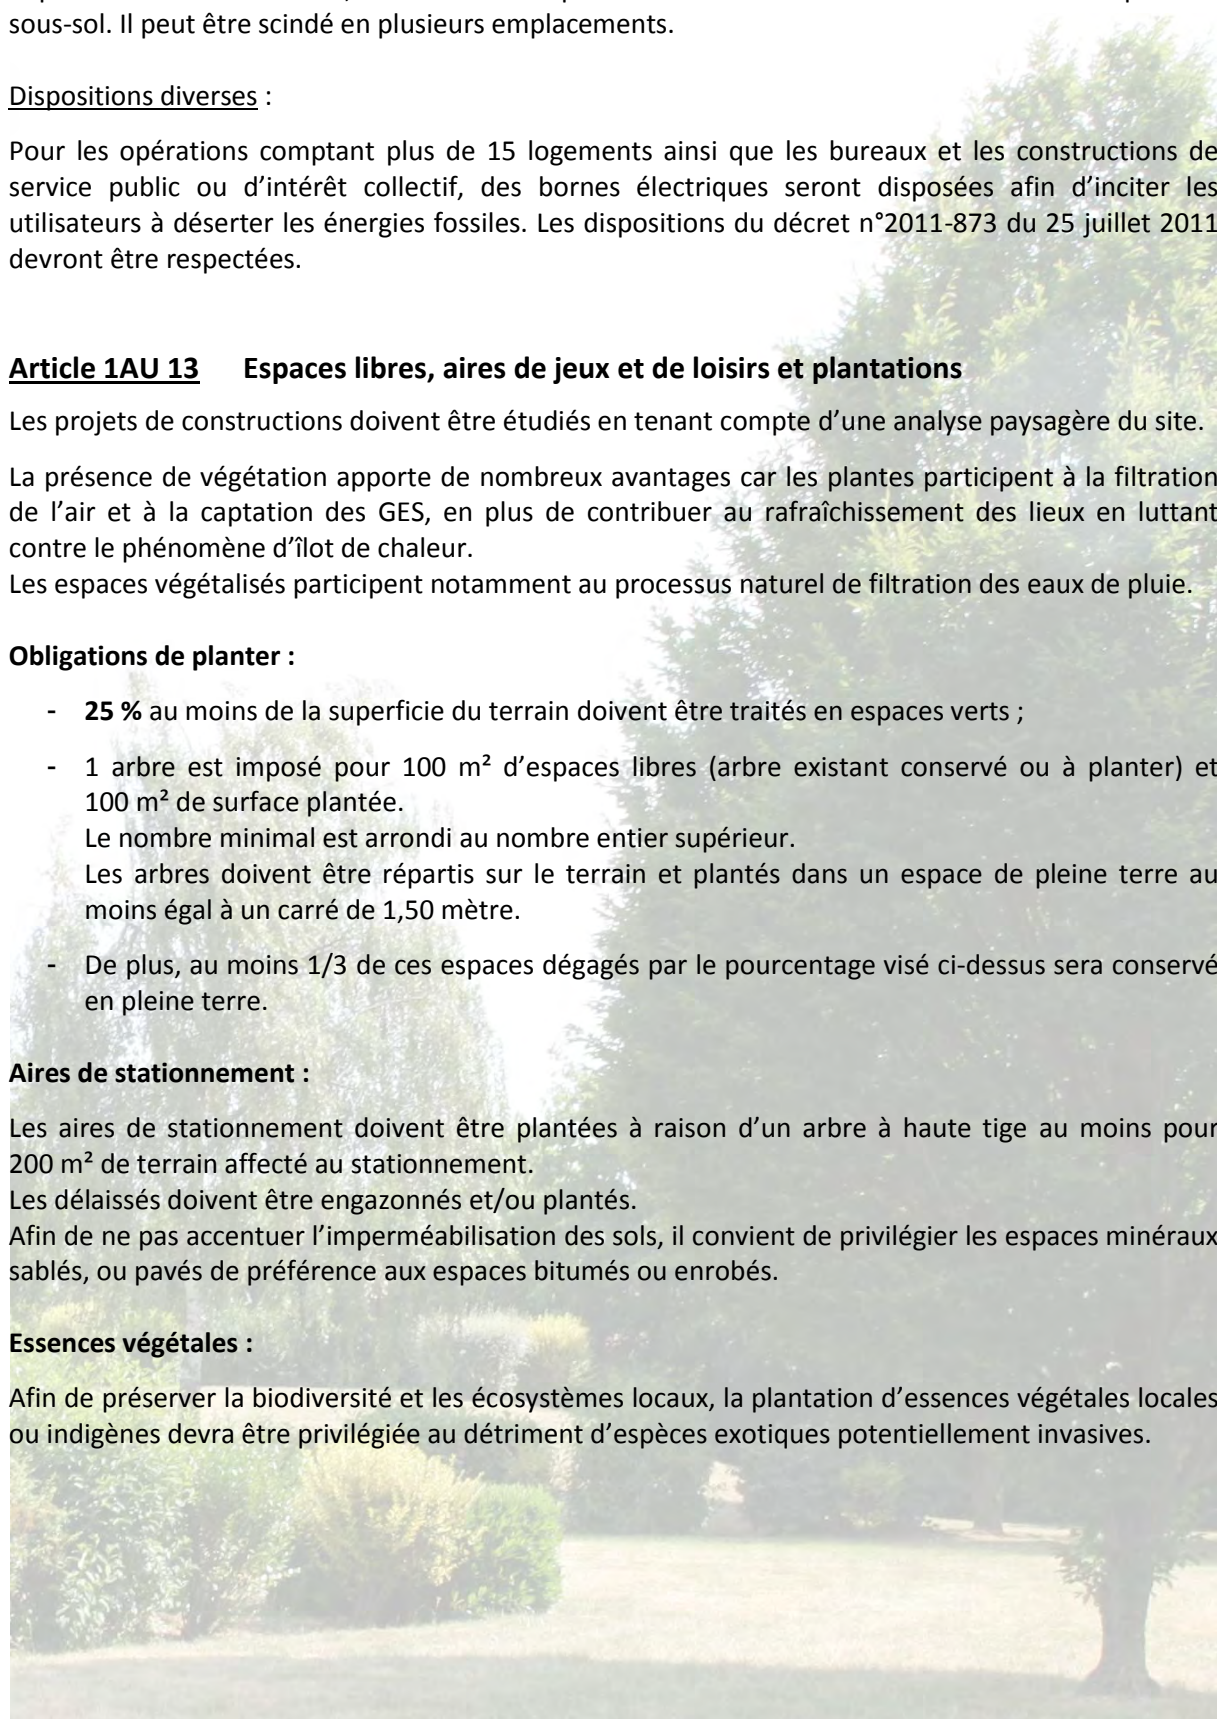 sous-sol. Il peut être scindé en plusieurs emplacements.
Dispositions diverses :
Pour les opérations comptant plus de 15 logements ainsi que les bureaux et les constructions de
service public ou d’intérêt collectif, des bornes électriques seront disposées afin d’inciter les
utilisateurs à déserter les énergies fossiles. Les dispositions du décret n°2011-873 du 25 juillet 2011
devront être respectées.
Article 1AU 13 Espaces libres, aires de jeux et de loisirs et plantations
Les projets de constructions doivent être étudiés en tenant compte d’une analyse paysagère du site.
La présence de végétation apporte de nombreux avantages car les plantes participent à la filtration
de l’air et à la captation des GES, en plus de contribuer au rafraîchissement des lieux en luttant
contre le phénomène d’îlot de chaleur.
Les espaces végétalisés participent notamment au processus naturel de filtration des eaux de pluie.
Obligations de planter :
- 25 % au moins de la superficie du terrain doivent être traités en espaces verts ;
- 1 arbre est imposé pour 100 m² d’espaces libres (arbre existant conservé ou à planter) et
100 m² de surface plantée.
Le nombre minimal est arrondi au nombre entier supérieur.
Les arbres doivent être répartis sur le terrain et plantés dans un espace de pleine terre au
moins égal à un carré de 1,50 mètre.
- De plus, au moins 1/3 de ces espaces dégagés par le pourcentage visé ci-dessus sera conservé
en pleine terre.
Aires de stationnement :
Les aires de stationnement doivent être plantées à raison d’un arbre à haute tige au moins pour
200 m² de terrain affecté au stationnement.
Les délaissés doivent être engazonnés et/ou plantés.
Afin de ne pas accentuer l’imperméabilisation des sols, il convient de privilégier les espaces minéraux
sablés, ou pavés de préférence aux espaces bitumés ou enrobés.
Essences végétales :
Afin de préserver la biodiversité et les écosystèmes locaux, la plantation d’essences végétales locales
ou indigènes devra être privilégiée au détriment d’espèces exotiques potentiellement invasives.